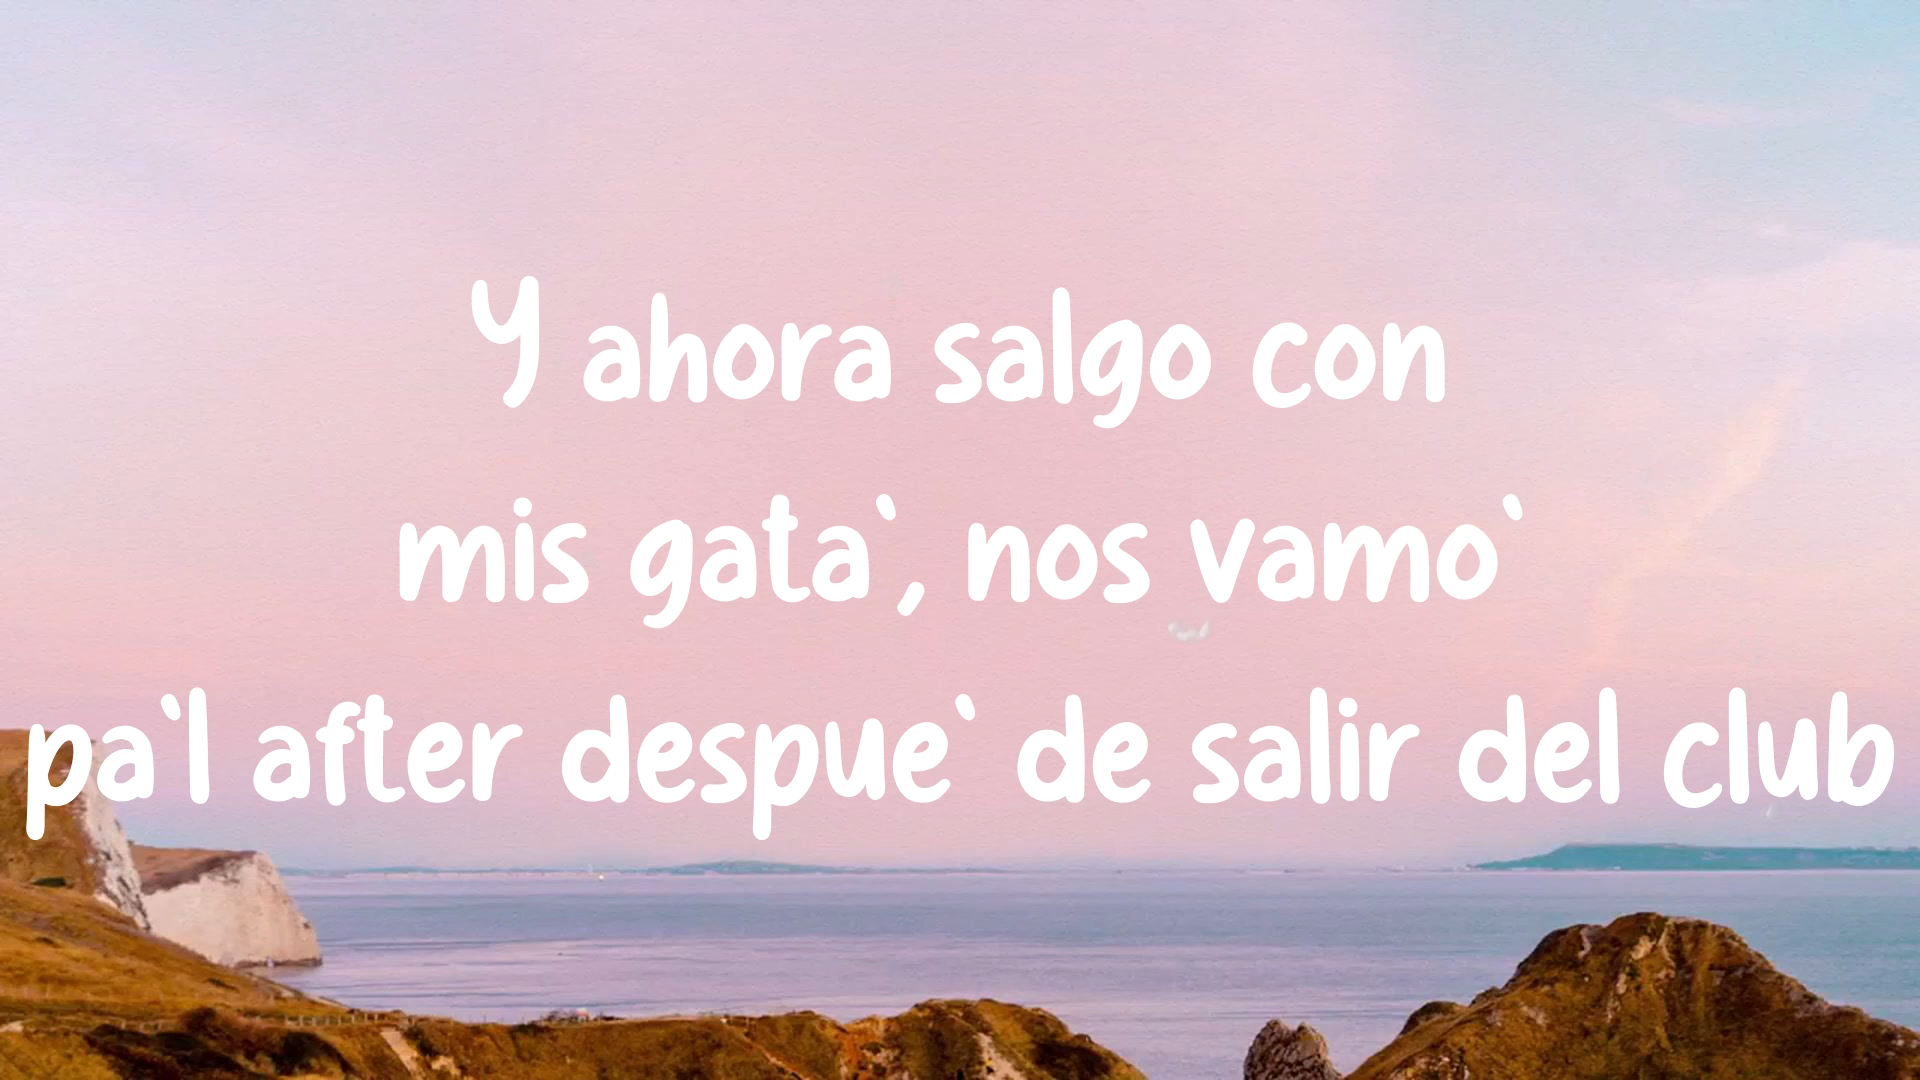 Y ahora salgo con
mis gata`, nos vamo`
pa`l after despue` de salir del club